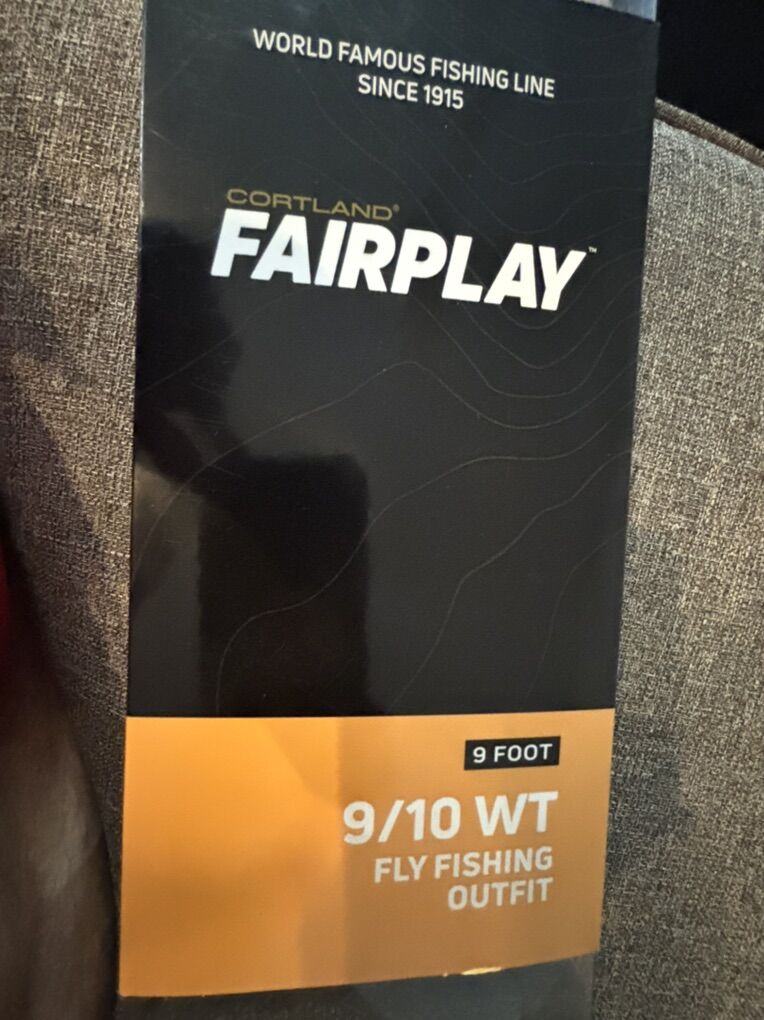 WORLD FAMOUS FISHING LINE
SINCE 1915
CORTLAND®
FAIRPLAY™
9 FOOT
9/10 WT
FLY FISHING
OUTFIT